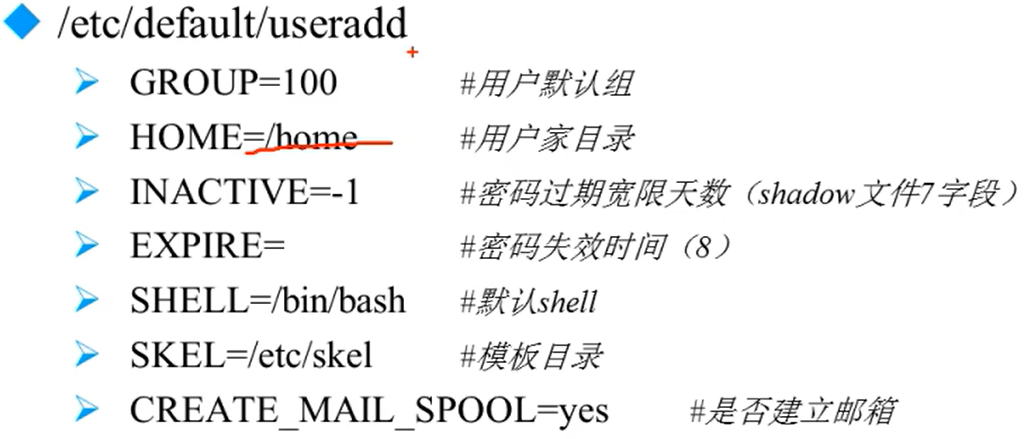 /etc/default/useradd
GROUP=100 #用户默认组
HOME=/home #用户家目录
INACTIVE=-1 #密码过期宽限天数（shadow文件7字段）
EXPIRE= #密码失效时间（8）
SHELL=/bin/bash #默认shell
SKEL=/etc/skel #模板目录
CREATE_MAIL_SPOOL=yes #是否建立邮箱